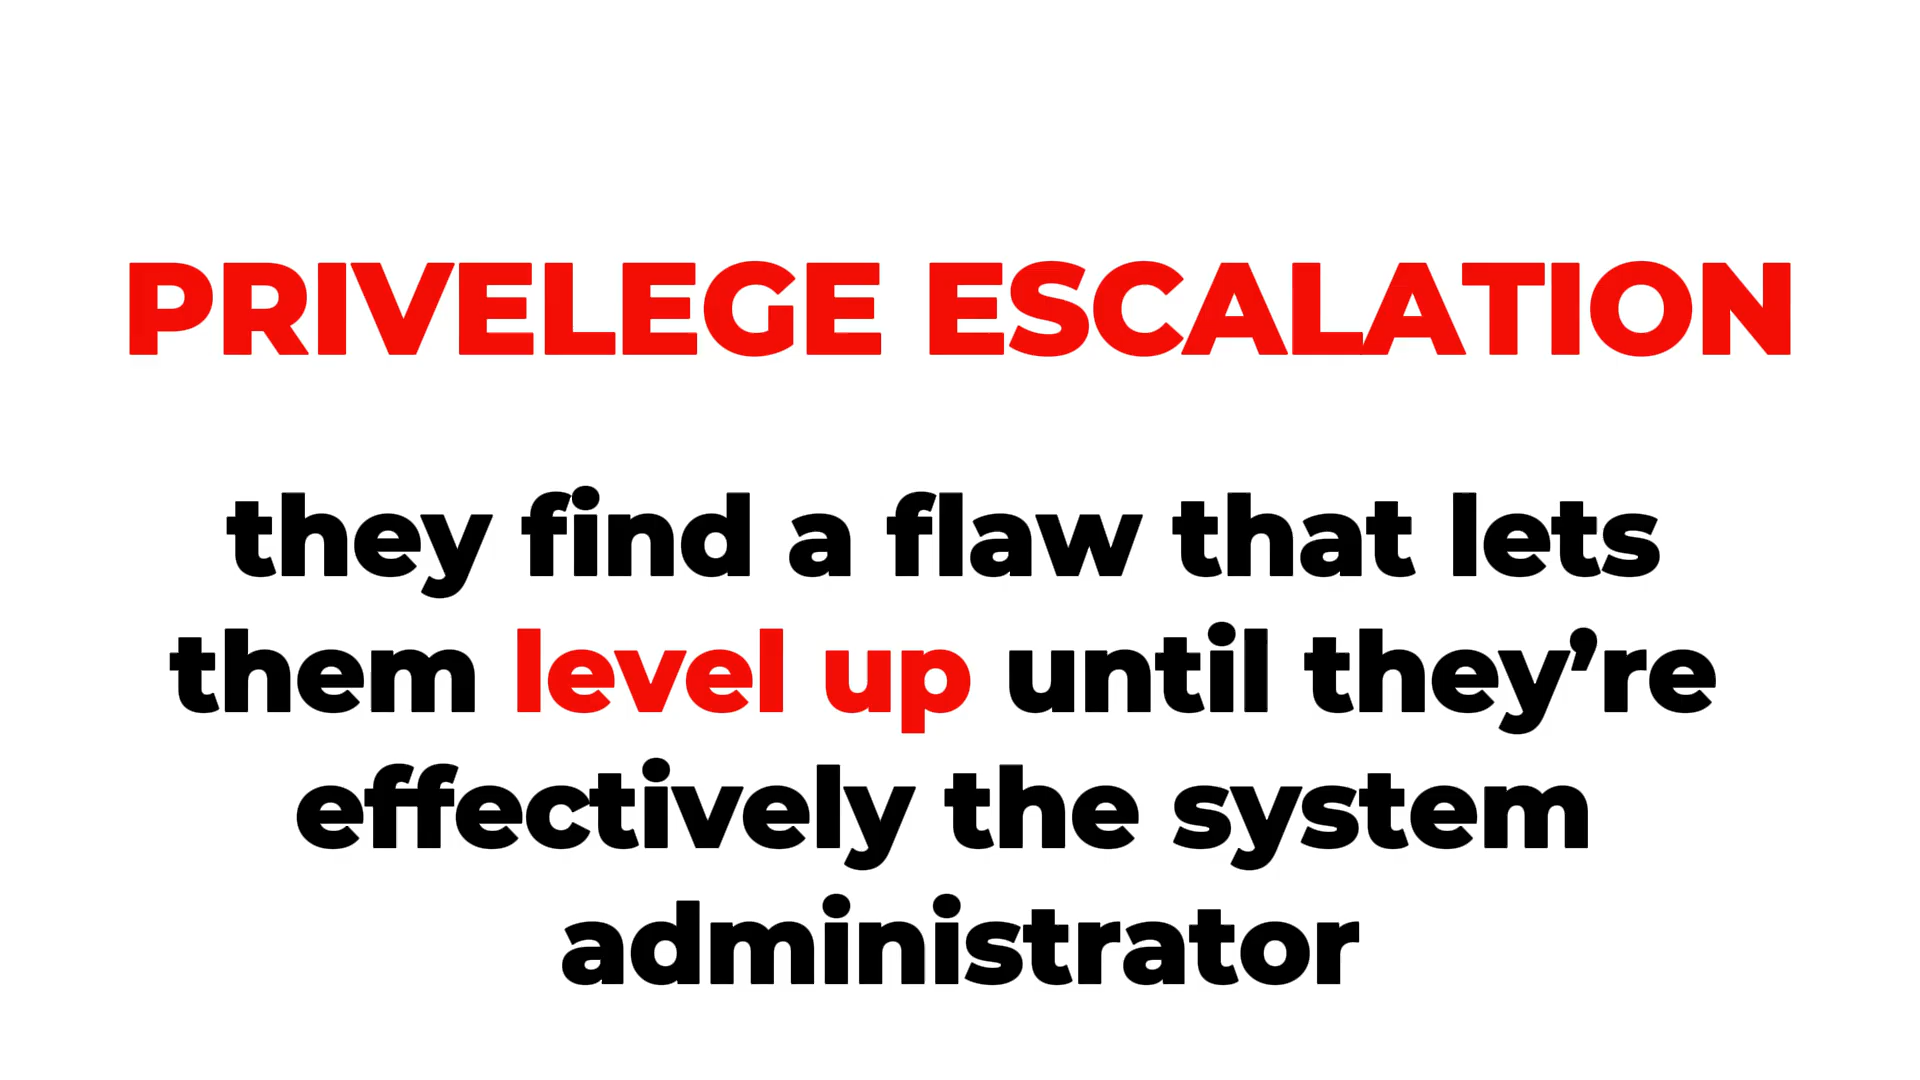 PRIVELEGE ESCALATION
they find a flaw that lets
them level up until they’re
effectively the system
administrator